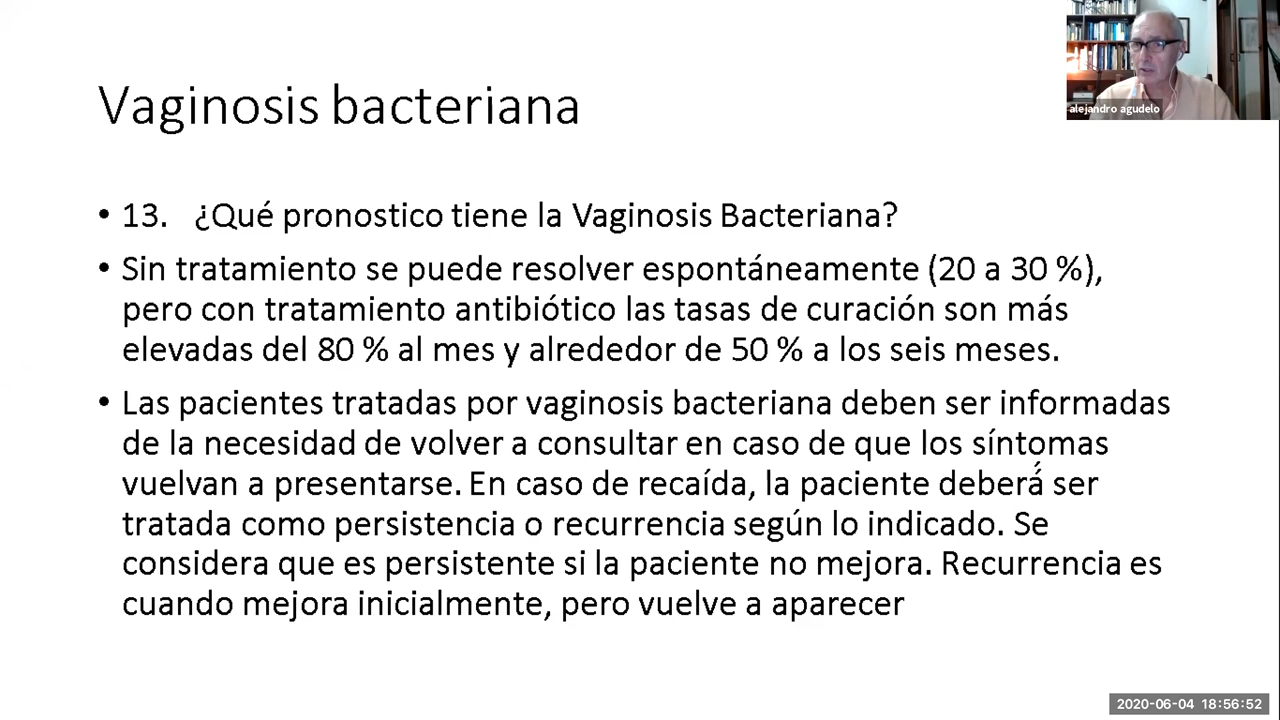 alejandro agudelo
Vaginosis bacteriana
• 13. ¿Qué pronostico tiene la Vaginosis Bacteriana?
• Sin tratamiento se puede resolver espontáneamente (20 a 30 %),
pero con tratamiento antibiótico las tasas de curación son más
elevadas del 80 % al mes y alrededor de 50 % a los seis meses.
• Las pacientes tratadas por vaginosis bacteriana deben ser informadas
de la necesidad de volver a consultar en caso de que los síntomas
vuelvan a presentarse. En caso de recaída, la paciente deberá ser
tratada como persistencia o recurrencia según lo indicado. Se
considera que es persistente si la paciente no mejora. Recurrencia es
cuando mejora inicialmente, pero vuelve a aparecer
2020-06-04 18:56:52